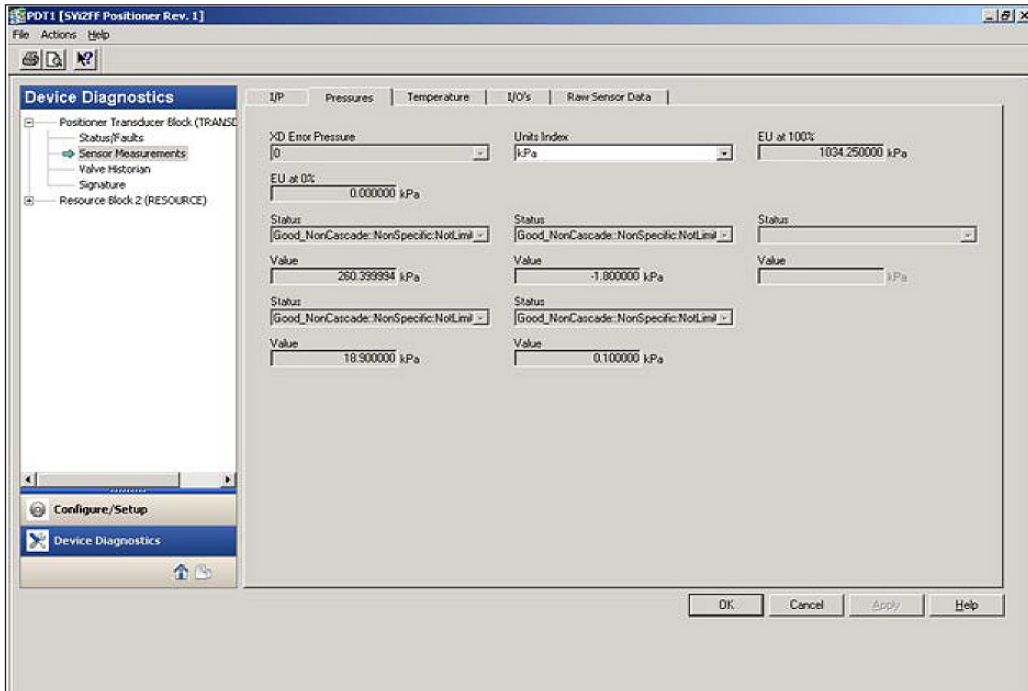 PDT1 [SVi2FF Positioner Rev. 1]
File Actions Help
Device Diagnostics
I/P Pressures Temperature I/O's Raw Sensor Data
Positioner Transducer Block (TRANSD
Status/Faults
Sensor Measurements
Valve Historian
Signature
Resource Block 2 (RESOURCE)
XD Error Pressure Units Index EU at 100%
0 kPa 1034.250000 kPa
EU at 0%
0.000000 kPa
Status Status Status
Good_NonCascade::NonSpecific:NotLimit Good_NonCascade::NonSpecific:NotLimit
Value Value Value
260.399994 kPa -1.800000 kPa kPa
Status Status
Good_NonCascade::NonSpecific:NotLimit Good_NonCascade::NonSpecific:NotLimit
Value Value
18.900000 kPa 0.100000 kPa
Configure/Setup
Device Diagnostics
OK Cancel Apply Help